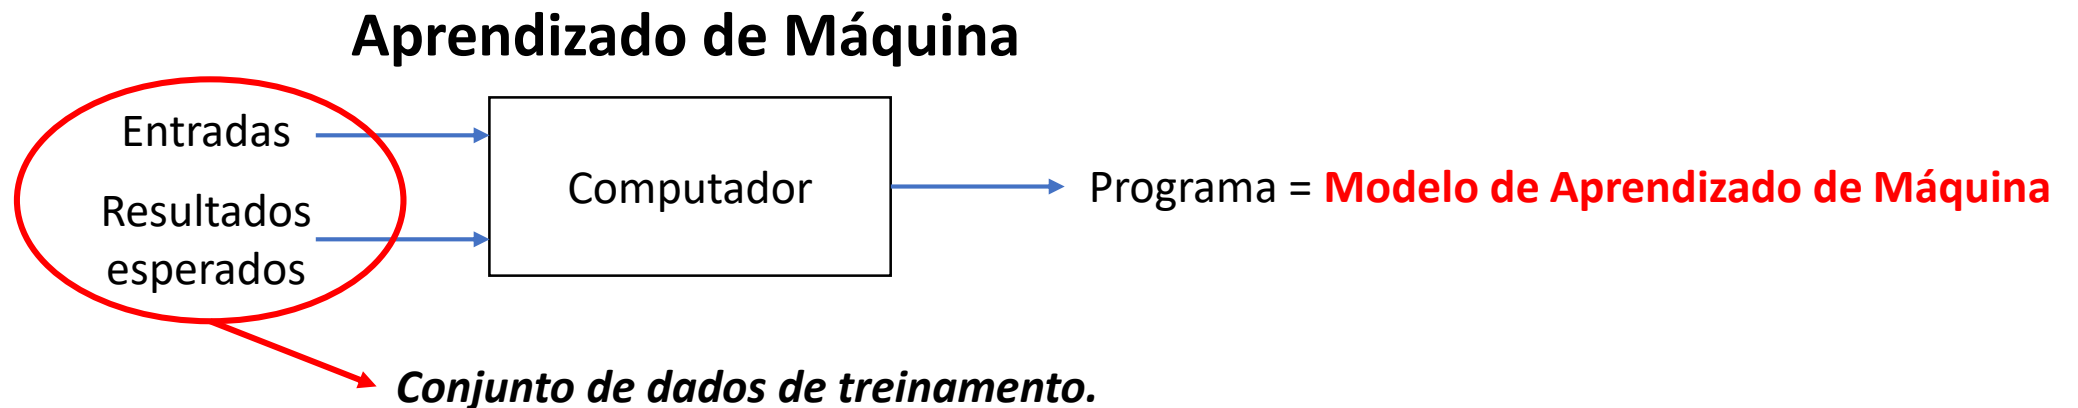 Aprendizado de Máquina
Entradas
Resultados
esperados
Computador
Programa = Modelo de Aprendizado de Máquina
Conjunto de dados de treinamento.